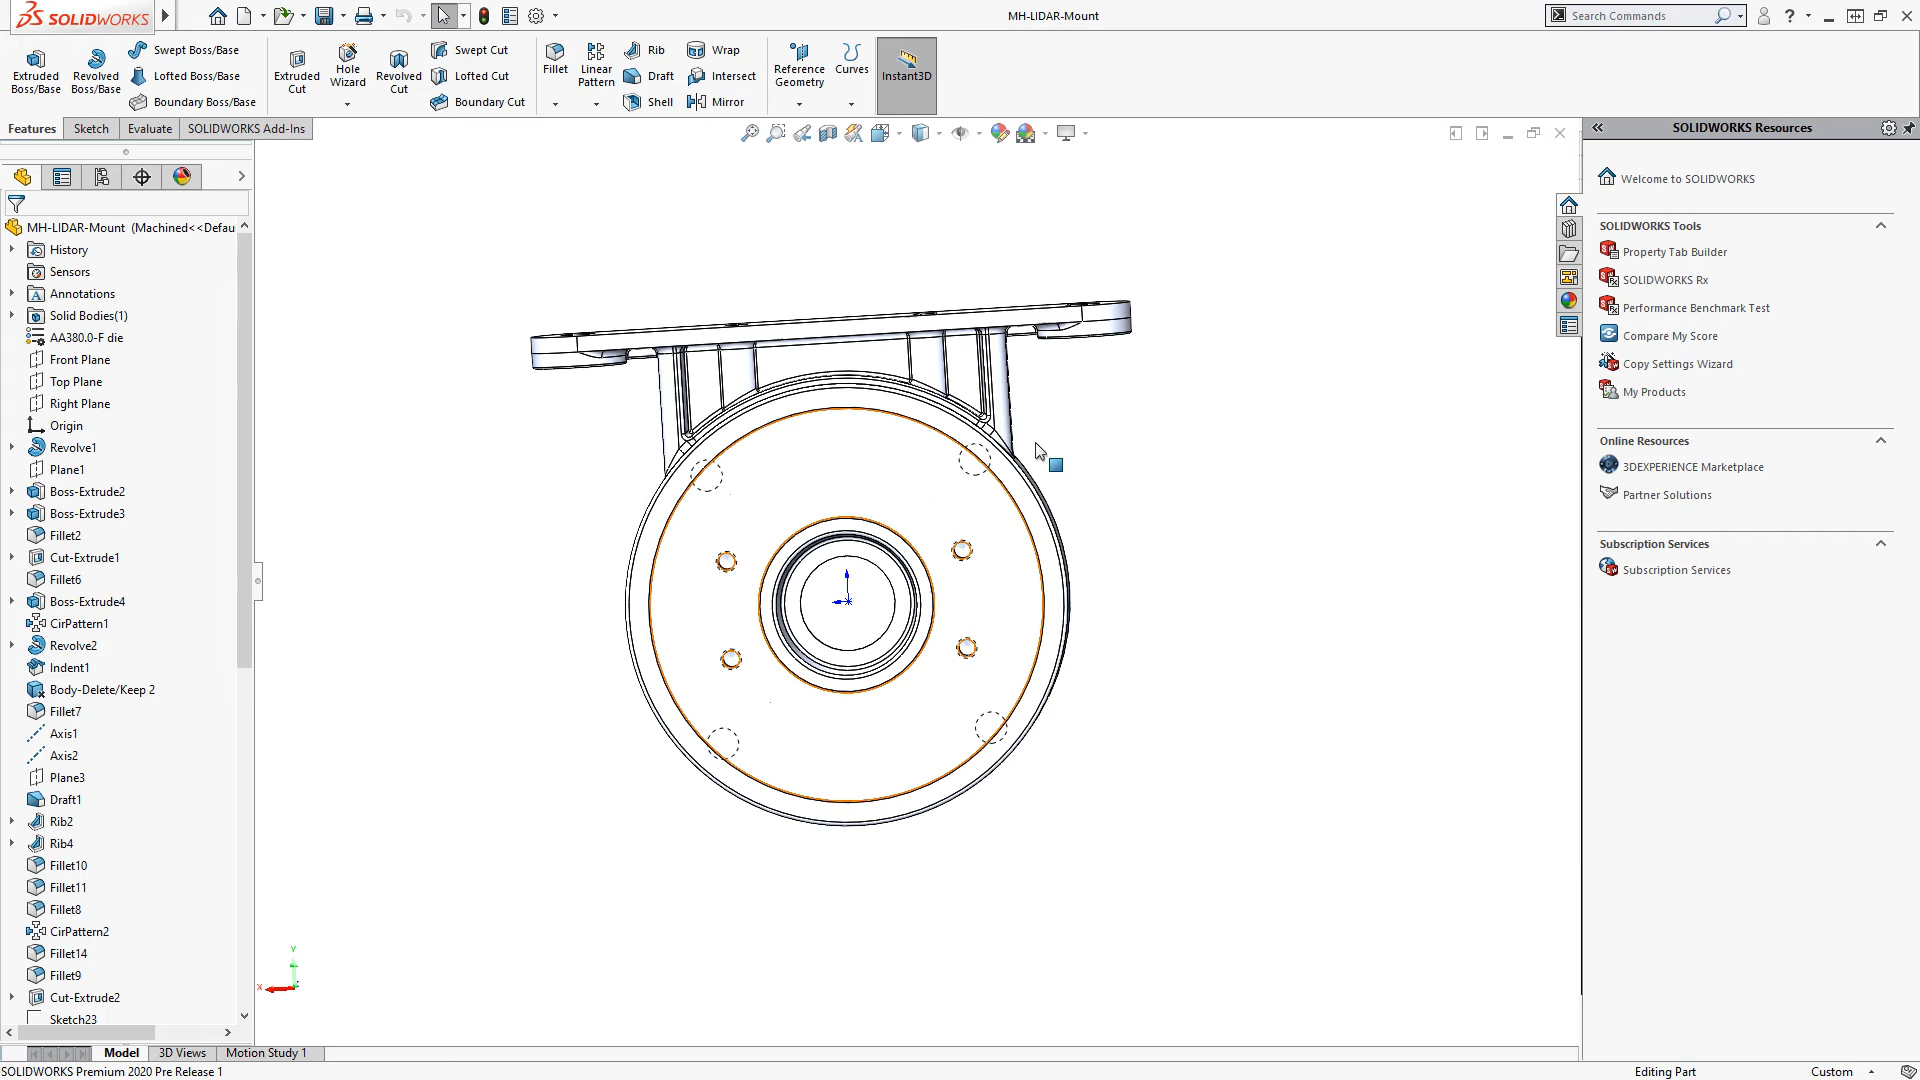 SOLIDWORKS
MH-LIDAR-Mount
Search Commands
Extruded Boss/Base
Revolved Boss/Base
Swept Boss/Base
Lofted Boss/Base
Boundary Boss/Base
Extruded Cut
Hole Wizard
Revolved Cut
Swept Cut
Lofted Cut
Boundary Cut
Fillet
Linear Pattern
Rib
Draft
Shell
Wrap
Intersect
Mirror
Reference Geometry
Curves
Instant3D
Features
Sketch
Evaluate
SOLIDWORKS Add-Ins
MH-LIDAR-Mount (Machined<<Defau
History
Sensors
Annotations
Solid Bodies(1)
AA380.0-F die
Front Plane
Top Plane
Right Plane
Origin
Revolve1
Plane1
Boss-Extrude2
Boss-Extrude3
Fillet2
Cut-Extrude1
Fillet6
Boss-Extrude4
CirPattern1
Revolve2
Indent1
Body-Delete/Keep 2
Fillet7
Axis1
Axis2
Plane3
Draft1
Rib2
Rib4
Fillet10
Fillet11
Fillet8
CirPattern2
Fillet14
Fillet9
Cut-Extrude2
Sketch23
Y
X
SOLIDWORKS Resources
Welcome to SOLIDWORKS
SOLIDWORKS Tools
Property Tab Builder
SOLIDWORKS Rx
Performance Benchmark Test
Compare My Score
Copy Settings Wizard
My Products
Online Resources
3DEXPERIENCE Marketplace
Partner Solutions
Subscription Services
Subscription Services
Model
3D Views
Motion Study 1
SOLIDWORKS Premium 2020 Pre Release 1
Editing Part
Custom